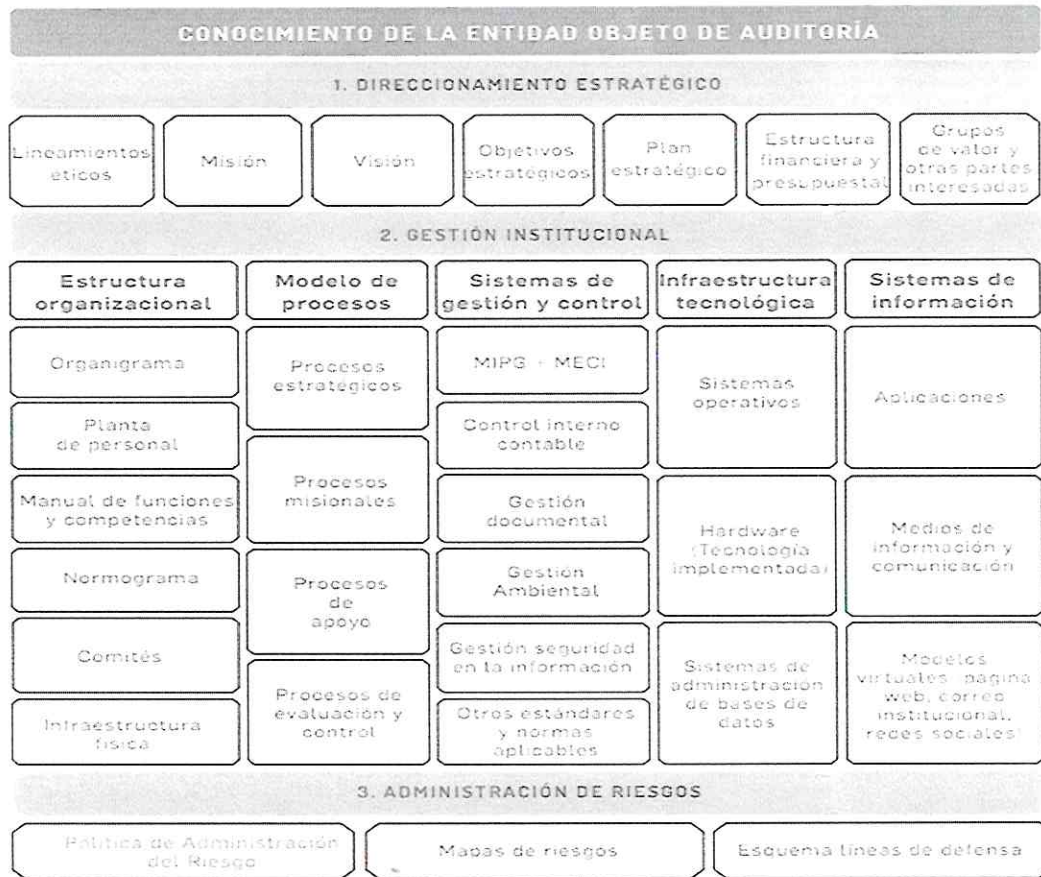 CONOCIMIENTO DE LA ENTIDAD OBJETO DE AUDITORÍA
1. DIRECCIONAMIENTO ESTRATÉGICO
Lineamientos
éticos
Misión
Visión
Objetivos
estratégicos
Plan
estratégico
Estructura
financiera y
presupuestal
Grupos
de valor y
otras partes
interesadas
2. GESTIÓN INSTITUCIONAL
Estructura
organizacional
Organigrama
Planta
de personal
Manual de funciones
y competencias
Normograma
Comités
Infraestructura
física
Modelo de
procesos
Procesos
estratégicos
Procesos
misionales
Procesos
de
apoyo
Procesos de
evaluación y
control
Sistemas de
gestión y control
MIPG - MECI
Control interno
contable
Gestión
documental
Gestión
Ambiental
Gestión seguridad
en la información
Otros estándares
y normas
aplicables
Infraestructura
tecnológica
Sistemas
operativos
Hardware
(Tecnología
implementada)
Sistemas de
administración
de bases de
datos
Sistemas de
información
Aplicaciones
Medios de
información y
comunicación
Modelos
virtuales (página
web, correo
institucional,
redes sociales)
3. ADMINISTRACIÓN DE RIESGOS
Política de Administración
del Riesgo
Mapas de riesgos
Esquema líneas de defensa